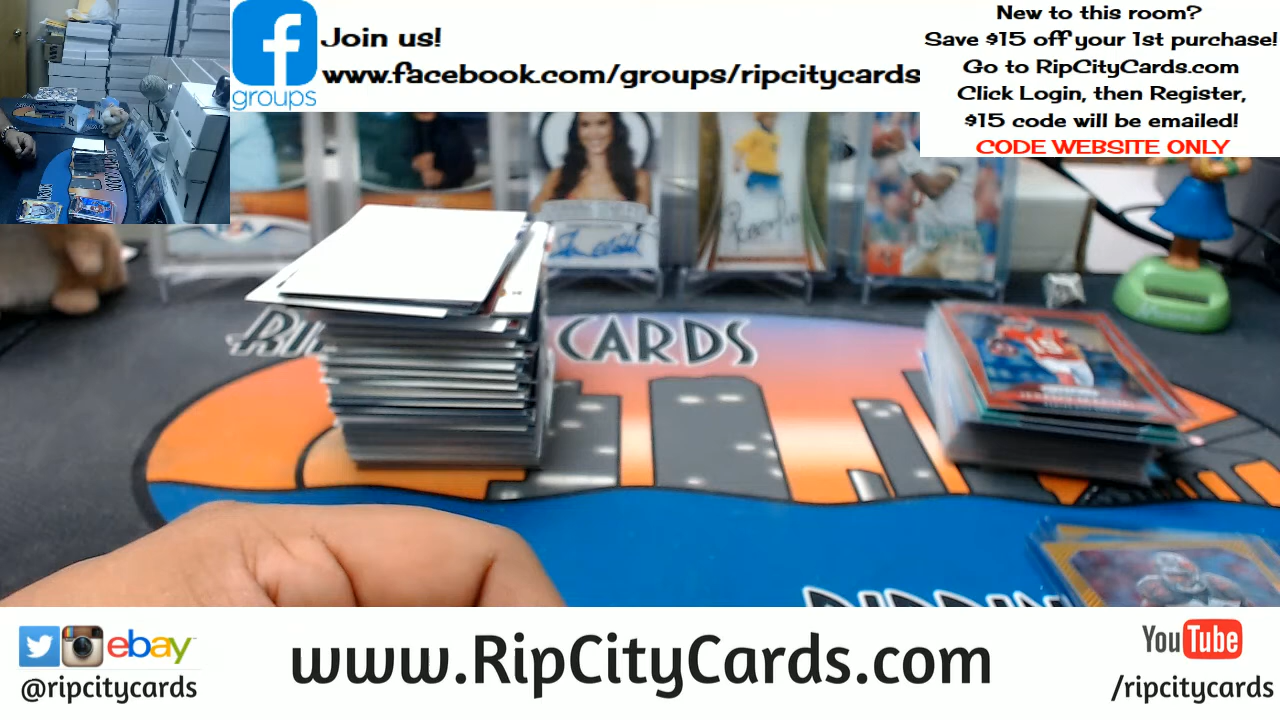 Join us!
www.facebook.com/groups/ripcitycards
groups
New to this room?
Save $15 off your 1st purchase!
Go to RipCityCards.com
Click Login, then Register,
$15 code will be emailed!
CODE WEBSITE ONLY
CARDS
ebay
@ripcitycards
www.RipCityCards.com
YouTube
/ripcitycards